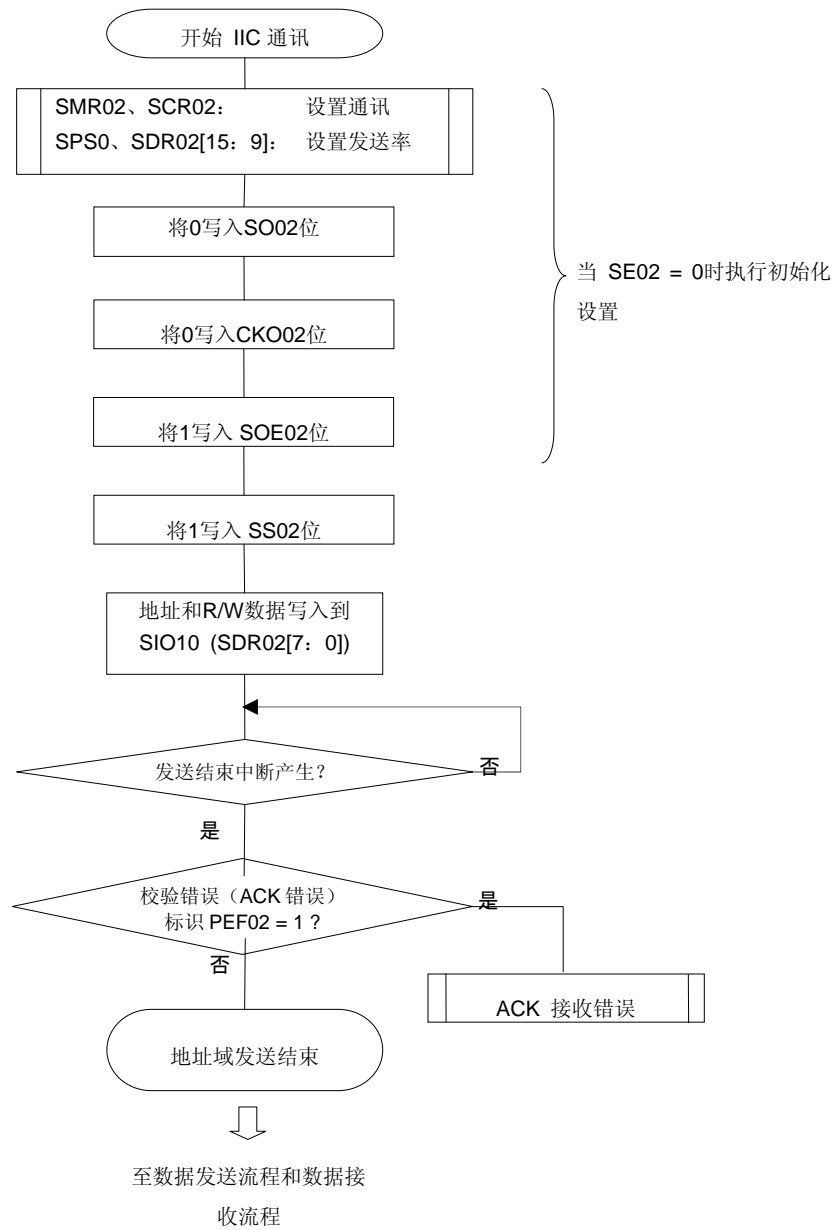 开始 IIC 通讯
SMR02、SCR02： 设置通讯
SPS0、SDR02[15：9]： 设置发送率
将0写入SO02位
当 SE02 = 0时执行初始化
设置
将0写入CKO02位
将1写入 SOE02位
将1写入 SS02位
地址和R/W数据写入到
SIO10 (SDR02[7：0])
发送结束中断产生？
否
是
校验错误（ACK 错误）
标识 PEF02 = 1 ?
是
否
ACK 接收错误
地址域发送结束
至数据发送流程和数据接
收流程